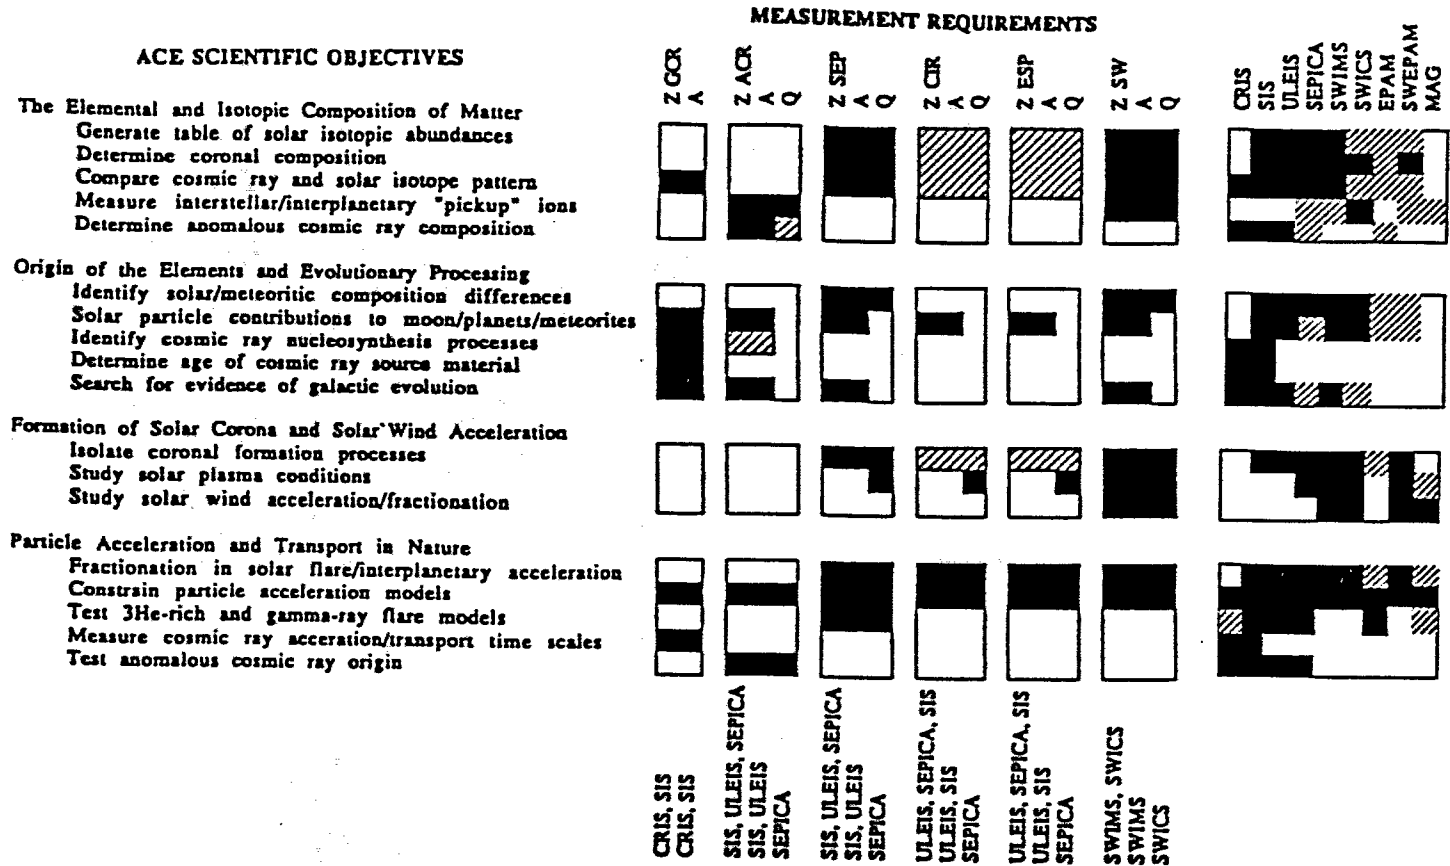 MEASUREMENT REQUIREMENTS
ACE SCIENTIFIC OBJECTIVES
Z GCR
A
Z ACR
A
Q
Z SEP
A
Q
Z CIR
A
Q
Z ESP
A
Q
Z SW
A
Q
CRIS
SIS
ULEIS
SEPICA
SWIMS
SWICS
EPAM
SWEPAM
MAG
The Elemental and Isotopic Composition of Matter
Generate table of solar isotopic abundances
Determine coronal composition
Compare cosmic ray and solar isotope pattern
Measure interstellar/interplanetary "pickup" ions
Determine anomalous cosmic ray composition
Origin of the Elements and Evolutionary Processing
Identify solar/meteoritic composition differences
Solar particle contributions to moon/planets/meteorites
Identify cosmic ray nucleosynthesis processes
Determine age of cosmic ray source material
Search for evidence of galactic evolution
Formation of Solar Corona and Solar Wind Acceleration
Isolate coronal formation processes
Study solar plasma conditions
Study solar wind acceleration/fractionation
Particle Acceleration and Transport in Nature
Fractionation in solar flare/interplanetary acceleration
Constrain particle acceleration models
Test 3He-rich and gamma-ray flare models
Measure cosmic ray acceration/transport time scales
Test anomalous cosmic ray origin
CRIS, SIS
CRIS, SIS
SIS, ULEIS, SEPICA
SIS, ULEIS
SEPICA
SIS, ULEIS, SEPICA
SIS, ULEIS
SEPICA
ULEIS, SEPICA, SIS
ULEIS, SIS
SEPICA
ULEIS, SEPICA, SIS
ULEIS, SIS
SEPICA
SWIMS, SWICS
SWIMS
SWICS